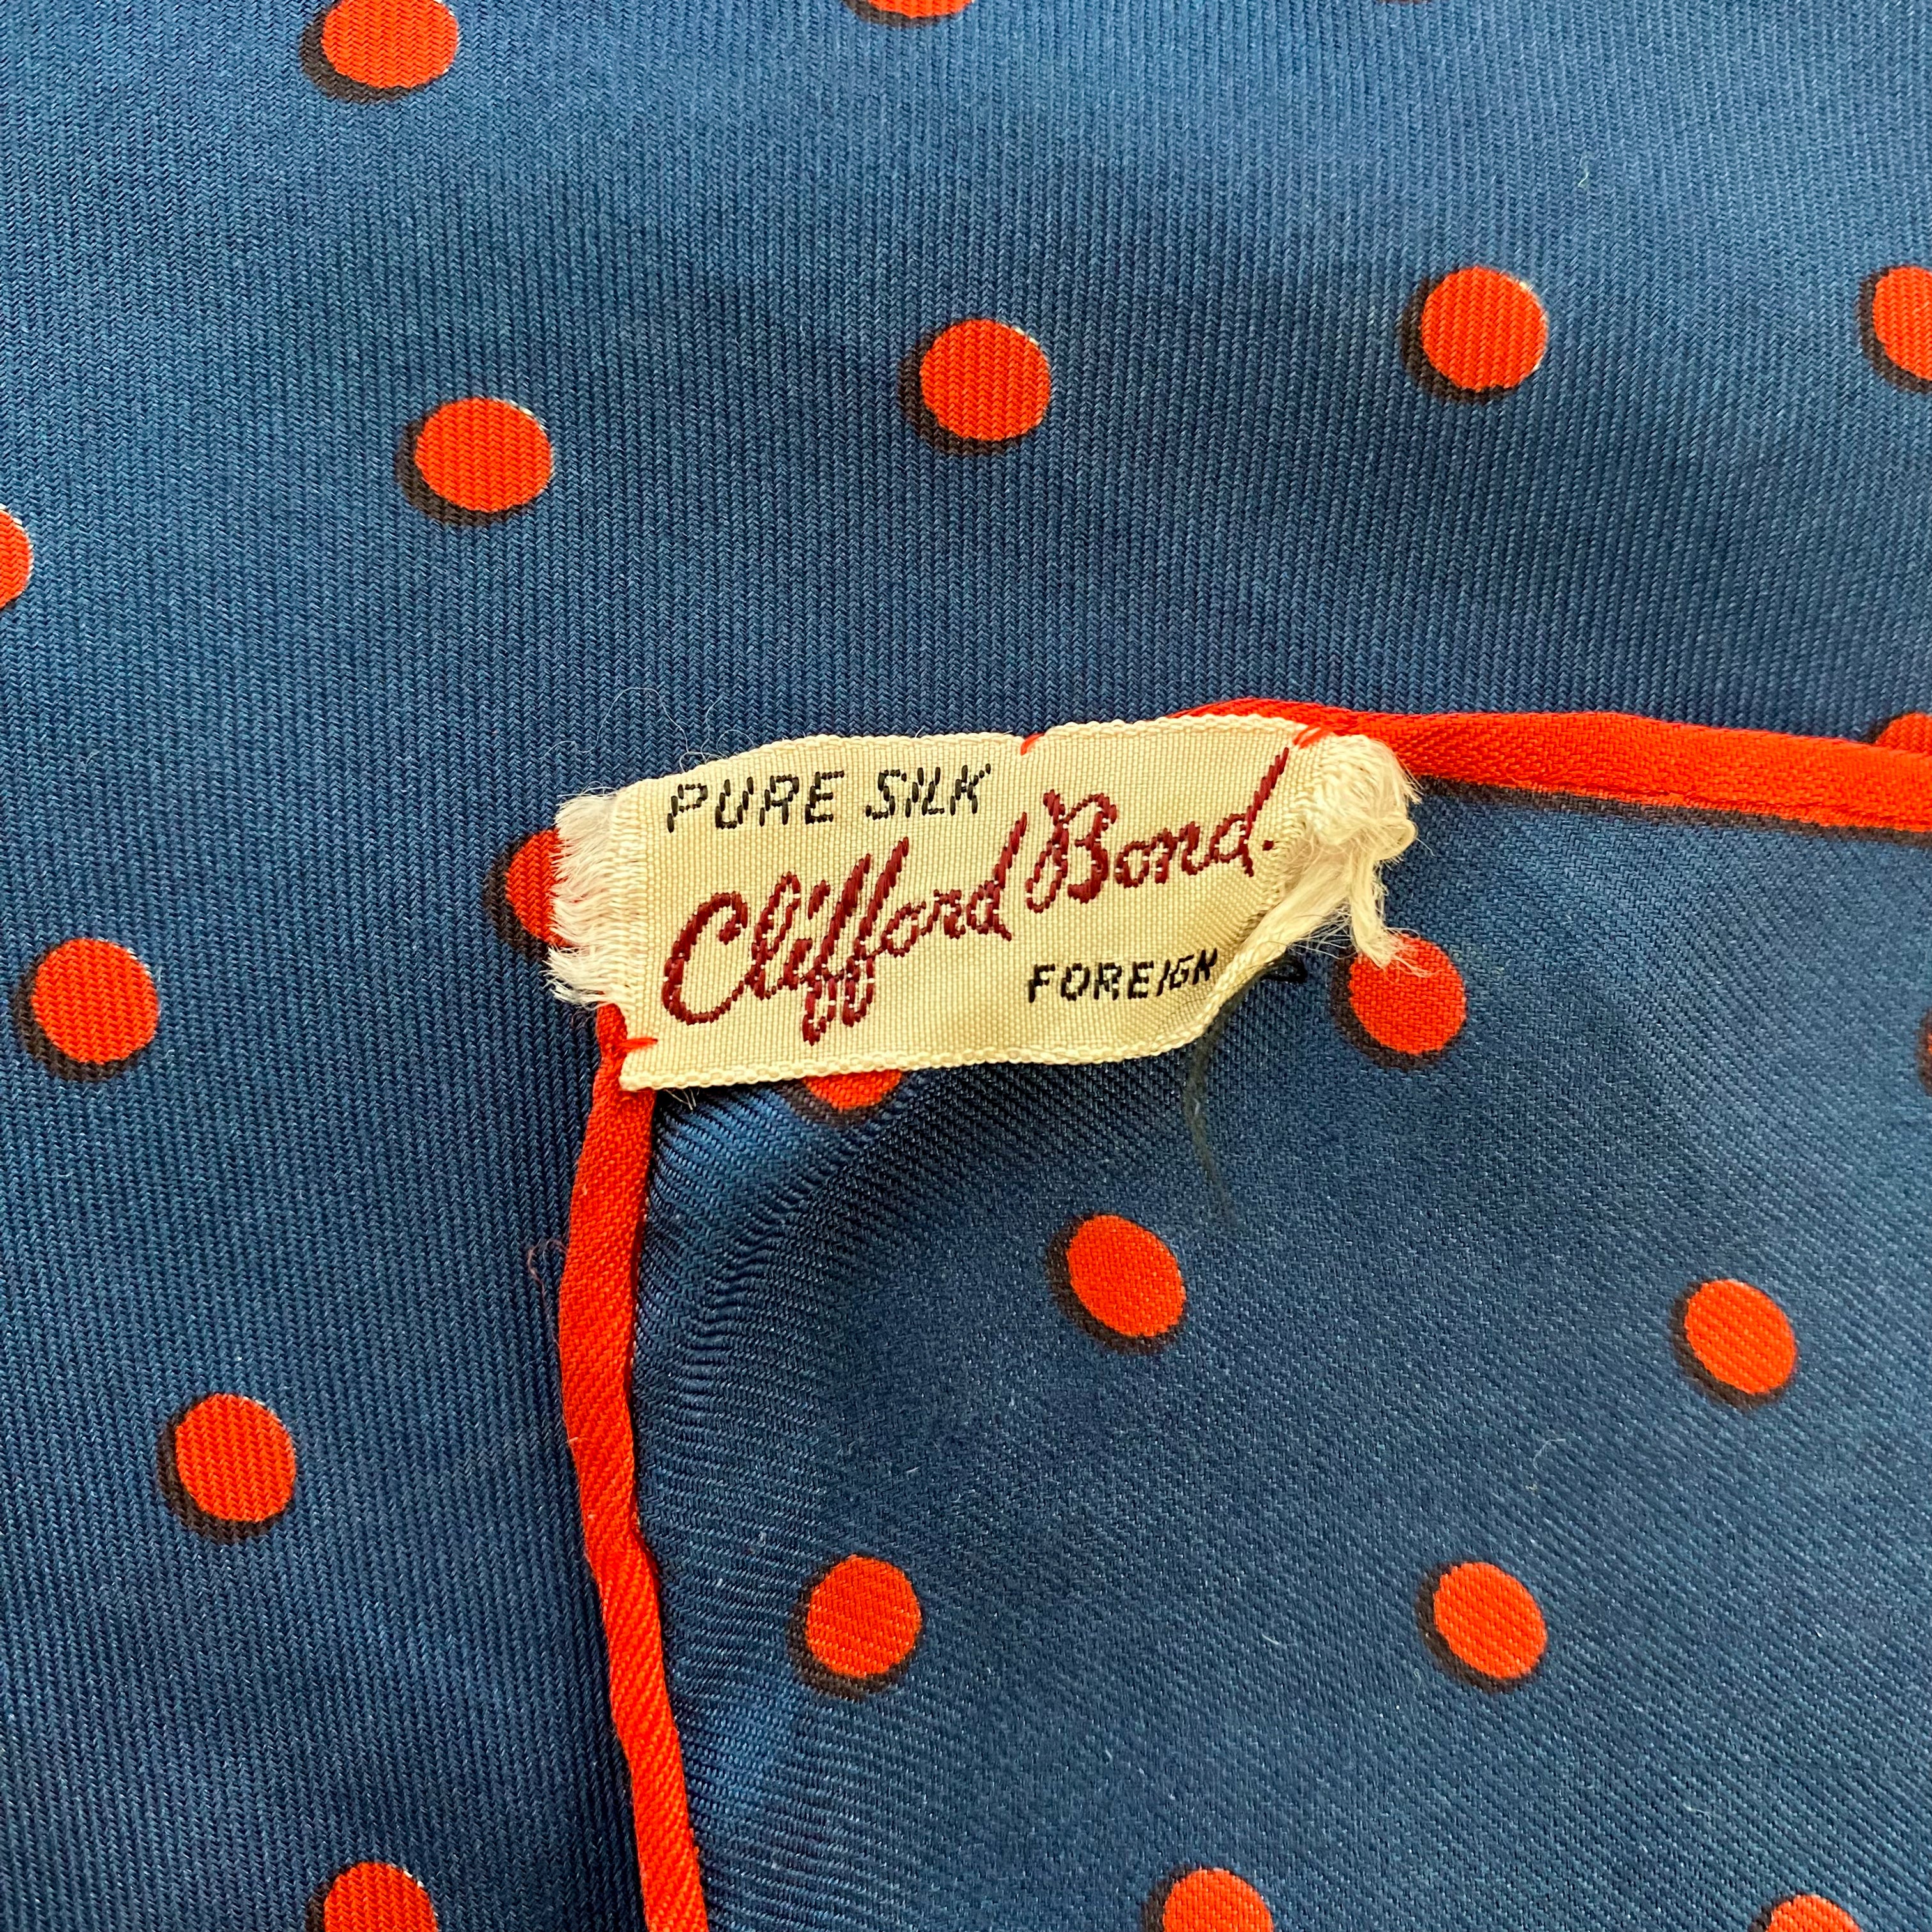 PURE SILK
Clifford Bond.
FOREIGN